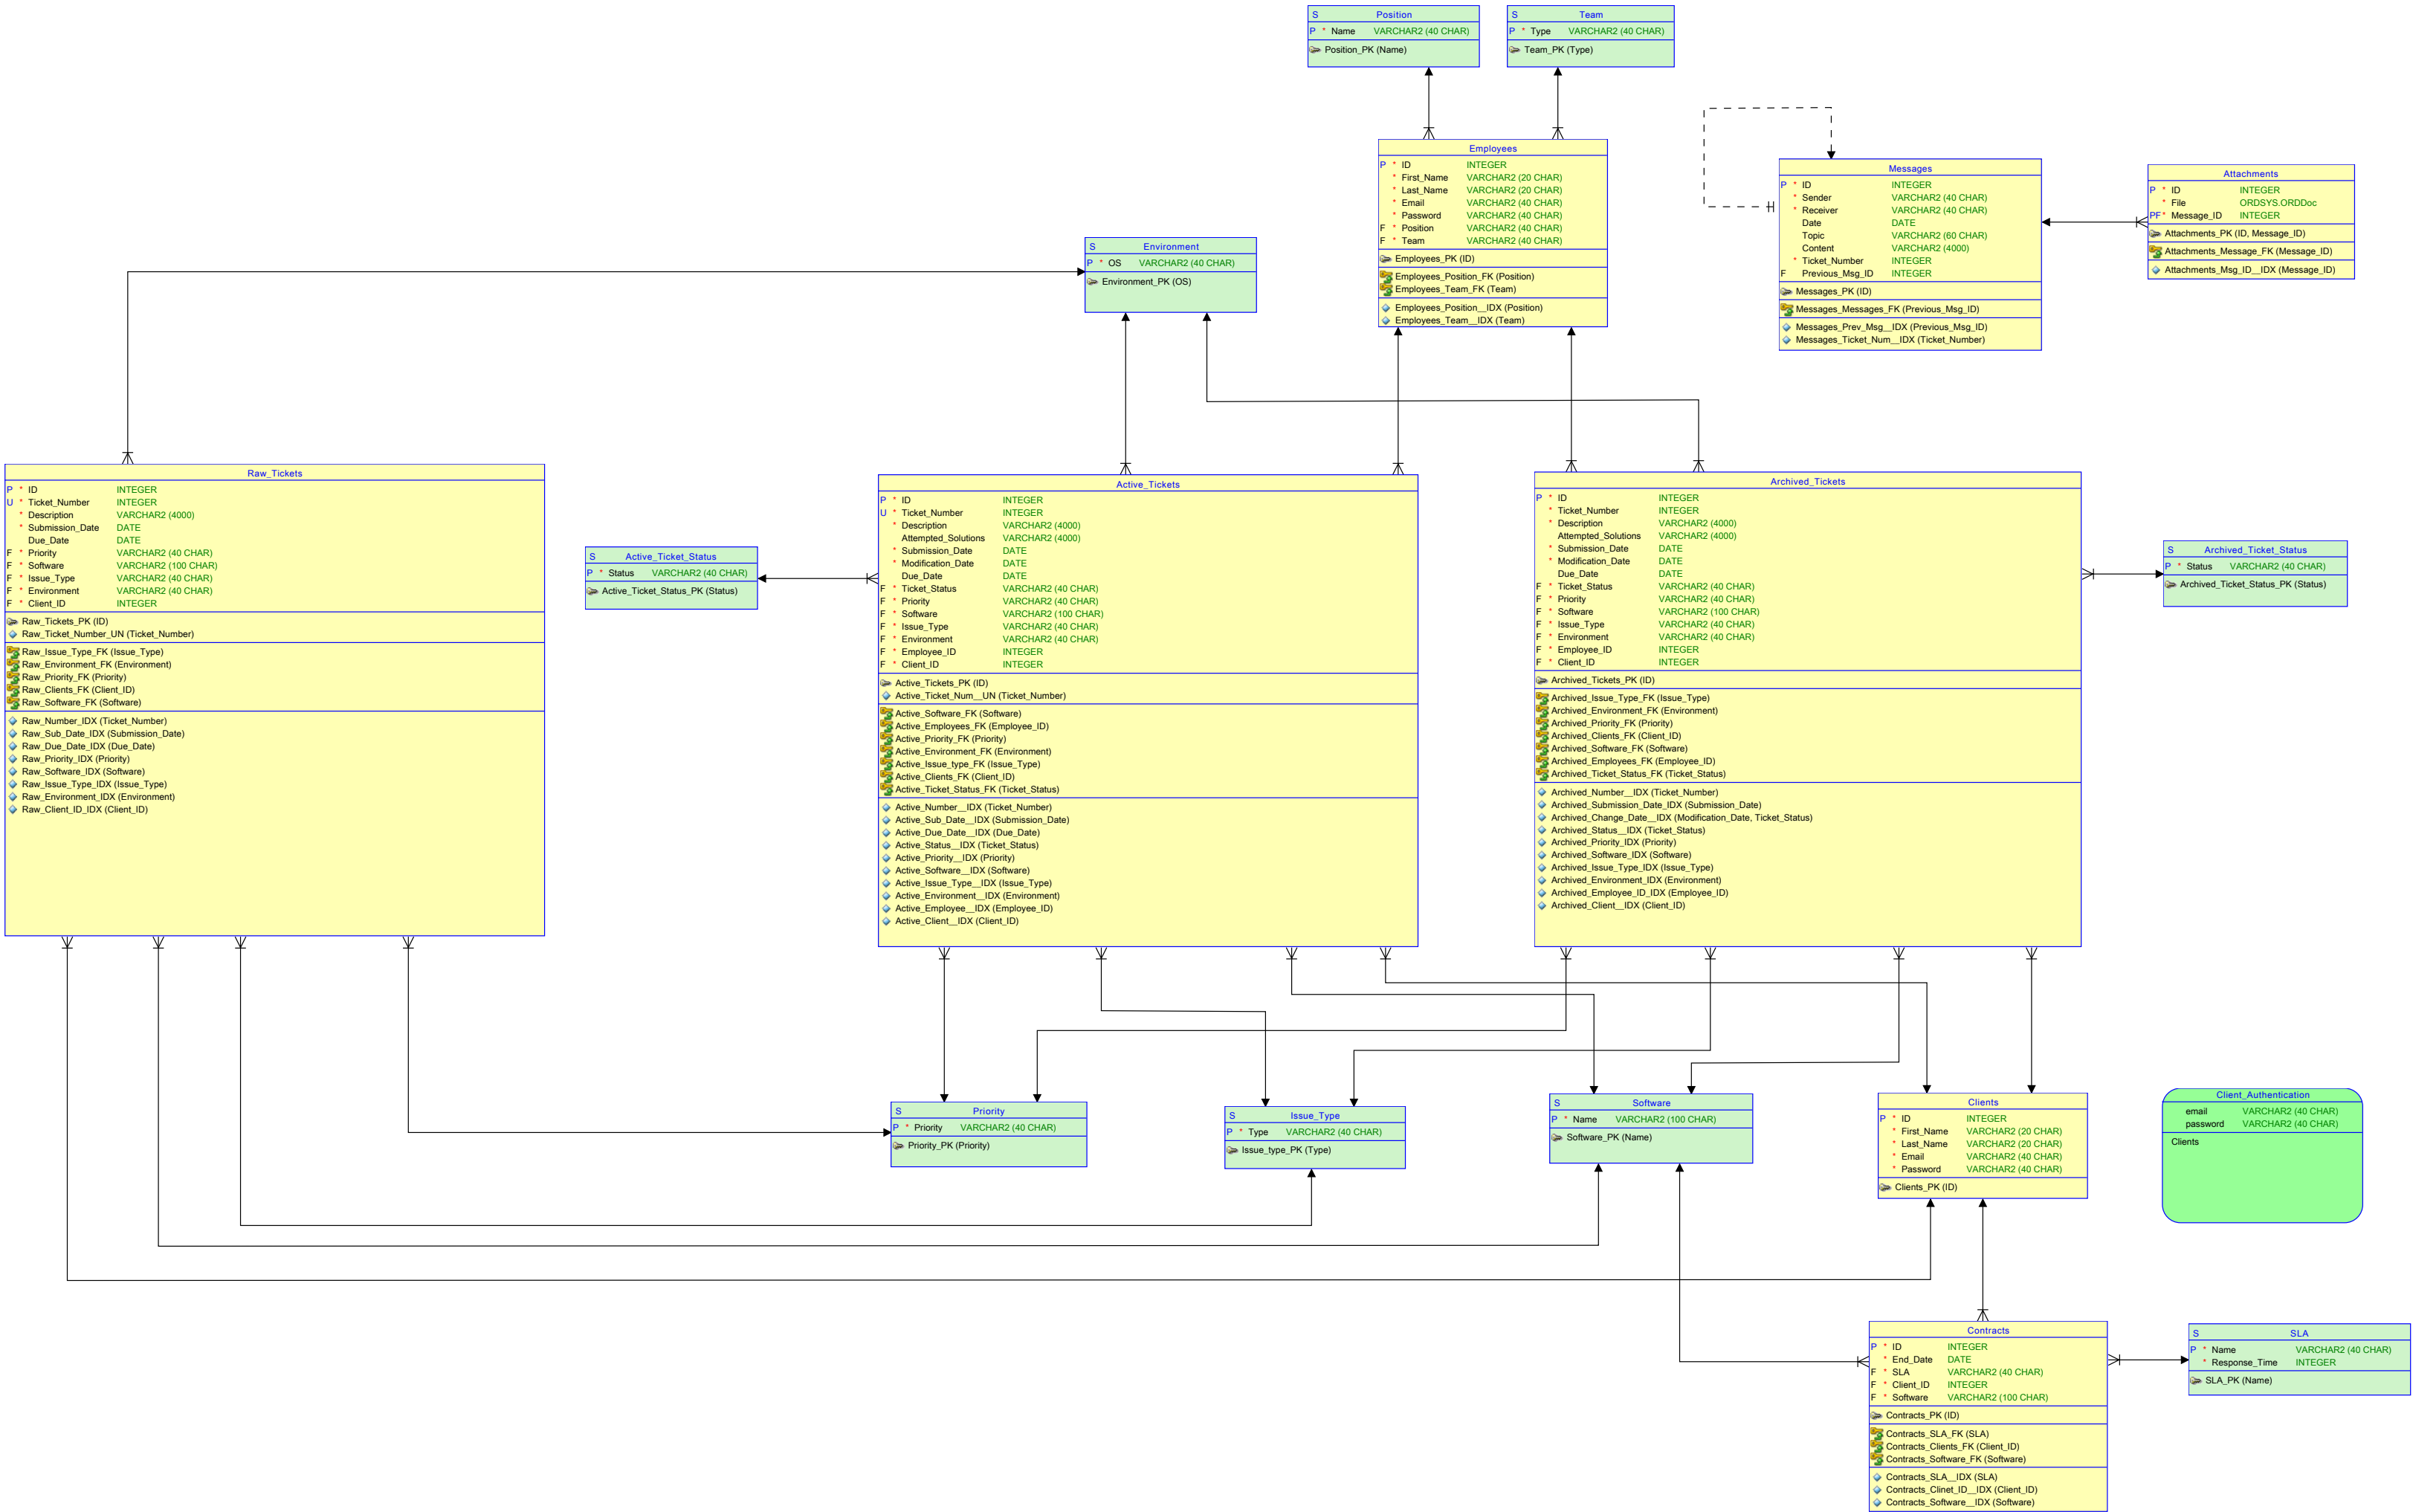 S Position
P * Name VARCHAR2 (40 CHAR)
Position_PK (Name)
S Team
P * Type VARCHAR2 (40 CHAR)
Team_PK (Type)
Employees
P * ID INTEGER
* First_Name VARCHAR2 (20 CHAR)
* Last_Name VARCHAR2 (20 CHAR)
* Email VARCHAR2 (40 CHAR)
* Password VARCHAR2 (40 CHAR)
F * Position VARCHAR2 (40 CHAR)
F * Team VARCHAR2 (40 CHAR)
Employees_PK (ID)
Employees_Position_FK (Position)
Employees_Team_FK (Team)
Employees_Position__IDX (Position)
Employees_Team__IDX (Team)
Messages
P * ID INTEGER
* Sender VARCHAR2 (40 CHAR)
* Receiver VARCHAR2 (40 CHAR)
Date DATE
Topic VARCHAR2 (60 CHAR)
Content VARCHAR2 (4000)
* Ticket_Number INTEGER
F Previous_Msg_ID INTEGER
Messages_PK (ID)
Messages_Messages_FK (Previous_Msg_ID)
Messages_Prev_Msg__IDX (Previous_Msg_ID)
Messages_Ticket_Num__IDX (Ticket_Number)
Attachments
P * ID INTEGER
* File ORDSYS.ORDDoc
PF* Message_ID INTEGER
Attachments_PK (ID, Message_ID)
Attachments_Message_FK (Message_ID)
Attachments_Msg_ID__IDX (Message_ID)
S Environment
P * OS VARCHAR2 (40 CHAR)
Environment_PK (OS)
Raw_Tickets
P * ID INTEGER
U * Ticket_Number INTEGER
* Description VARCHAR2 (4000)
* Submission_Date DATE
Due_Date DATE
F * Priority VARCHAR2 (40 CHAR)
F * Software VARCHAR2 (100 CHAR)
F * Issue_Type VARCHAR2 (40 CHAR)
F * Environment VARCHAR2 (40 CHAR)
F * Client_ID INTEGER
Raw_Tickets_PK (ID)
Raw_Ticket_Number_UN (Ticket_Number)
Raw_Issue_Type_FK (Issue_Type)
Raw_Environment_FK (Environment)
Raw_Priority_FK (Priority)
Raw_Clients_FK (Client_ID)
Raw_Software_FK (Software)
Raw_Number_IDX (Ticket_Number)
Raw_Sub_Date_IDX (Submission_Date)
Raw_Due_Date_IDX (Due_Date)
Raw_Priority_IDX (Priority)
Raw_Software_IDX (Software)
Raw_Issue_Type_IDX (Issue_Type)
Raw_Environment_IDX (Environment)
Raw_Client_ID_IDX (Client_ID)
S Active_Ticket_Status
P * Status VARCHAR2 (40 CHAR)
Active_Ticket_Status_PK (Status)
Active_Tickets
P * ID INTEGER
U * Ticket_Number INTEGER
* Description VARCHAR2 (4000)
Attempted_Solutions VARCHAR2 (4000)
* Submission_Date DATE
* Modification_Date DATE
Due_Date DATE
F * Ticket_Status VARCHAR2 (40 CHAR)
F * Priority VARCHAR2 (40 CHAR)
F * Software VARCHAR2 (100 CHAR)
F * Issue_Type VARCHAR2 (40 CHAR)
F * Environment VARCHAR2 (40 CHAR)
F * Employee_ID INTEGER
F * Client_ID INTEGER
Active_Tickets_PK (ID)
Active_Ticket_Num__UN (Ticket_Number)
Active_Software_FK (Software)
Active_Employees_FK (Employee_ID)
Active_Priority_FK (Priority)
Active_Environment_FK (Environment)
Active_Issue_type_FK (Issue_Type)
Active_Clients_FK (Client_ID)
Active_Ticket_Status_FK (Ticket_Status)
Active_Number__IDX (Ticket_Number)
Active_Sub_Date__IDX (Submission_Date)
Active_Due_Date__IDX (Due_Date)
Active_Status__IDX (Ticket_Status)
Active_Priority__IDX (Priority)
Active_Software__IDX (Software)
Active_Issue_Type__IDX (Issue_Type)
Active_Environment__IDX (Environment)
Active_Employee__IDX (Employee_ID)
Active_Client__IDX (Client_ID)
Archived_Tickets
P * ID INTEGER
* Ticket_Number INTEGER
* Description VARCHAR2 (4000)
Attempted_Solutions VARCHAR2 (4000)
* Submission_Date DATE
* Modification_Date DATE
Due_Date DATE
F * Ticket_Status VARCHAR2 (40 CHAR)
F * Priority VARCHAR2 (40 CHAR)
F * Software VARCHAR2 (100 CHAR)
F * Issue_Type VARCHAR2 (40 CHAR)
F * Environment VARCHAR2 (40 CHAR)
F * Employee_ID INTEGER
F * Client_ID INTEGER
Archived_Tickets_PK (ID)
Archived_Issue_Type_FK (Issue_Type)
Archived_Environment_FK (Environment)
Archived_Priority_FK (Priority)
Archived_Clients_FK (Client_ID)
Archived_Software_FK (Software)
Archived_Employees_FK (Employee_ID)
Archived_Ticket_Status_FK (Ticket_Status)
Archived_Number__IDX (Ticket_Number)
Archived_Submission_Date_IDX (Submission_Date)
Archived_Change_Date__IDX (Modification_Date, Ticket_Status)
Archived_Status__IDX (Ticket_Status)
Archived_Priority_IDX (Priority)
Archived_Software_IDX (Software)
Archived_Issue_Type_IDX (Issue_Type)
Archived_Environment_IDX (Environment)
Archived_Employee_ID_IDX (Employee_ID)
Archived_Client__IDX (Client_ID)
S Archived_Ticket_Status
P * Status VARCHAR2 (40 CHAR)
Archived_Ticket_Status_PK (Status)
S Priority
P * Priority VARCHAR2 (40 CHAR)
Priority_PK (Priority)
S Issue_Type
P * Type VARCHAR2 (40 CHAR)
Issue_type_PK (Type)
S Software
P * Name VARCHAR2 (100 CHAR)
Software_PK (Name)
Clients
P * ID INTEGER
* First_Name VARCHAR2 (20 CHAR)
* Last_Name VARCHAR2 (20 CHAR)
* Email VARCHAR2 (40 CHAR)
* Password VARCHAR2 (40 CHAR)
Clients_PK (ID)
Client_Authentication
email VARCHAR2 (40 CHAR)
password VARCHAR2 (40 CHAR)
Clients
Contracts
P * ID INTEGER
* End_Date DATE
F * SLA VARCHAR2 (40 CHAR)
F * Client_ID INTEGER
F * Software VARCHAR2 (100 CHAR)
Contracts_PK (ID)
Contracts_SLA_FK (SLA)
Contracts_Clients_FK (Client_ID)
Contracts_Software_FK (Software)
Contracts_SLA__IDX (SLA)
Contracts_Clinet_ID__IDX (Client_ID)
Contracts_Software__IDX (Software)
S SLA
P * Name VARCHAR2 (40 CHAR)
* Response_Time INTEGER
SLA_PK (Name)